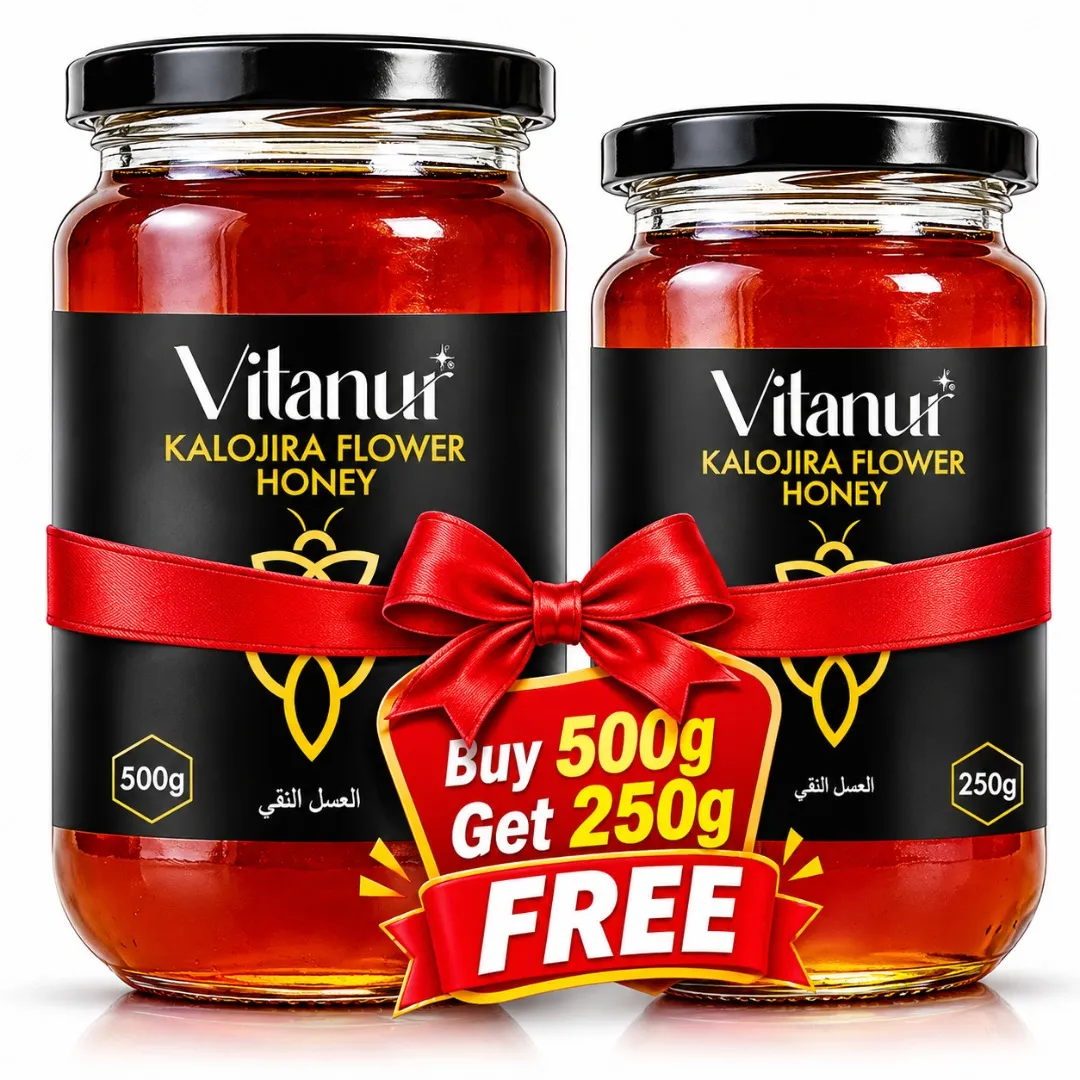 Vitanur®
KALOJIRA FLOWER
HONEY
500g
العسل النقي
Vitanur®
KALOJIRA FLOWER
HONEY
250g
العسل النقي
Buy 500g
Get 250g
FREE